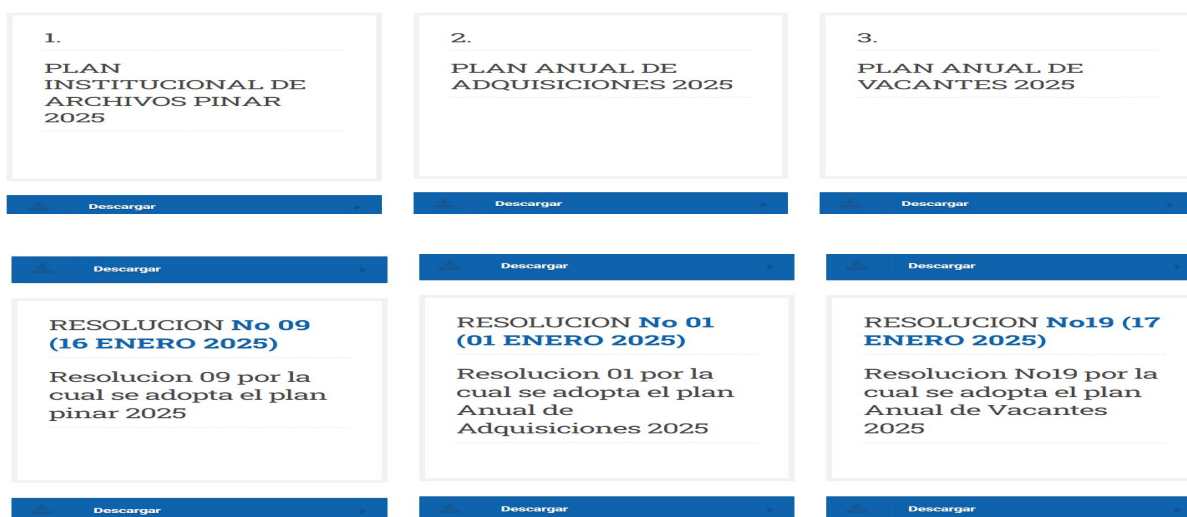 1.
PLAN
INSTITUCIONAL DE
ARCHIVOS PINAR
2025
Descargar
2.
PLAN ANUAL DE
ADQUISICIONES 2025
Descargar
3.
PLAN ANUAL DE
VACANTES 2025
Descargar
Descargar
RESOLUCION No 09
(16 ENERO 2025)
Resolucion 09 por la
cual se adopta el plan
pinar 2025
Descargar
Descargar
RESOLUCION No 01
(01 ENERO 2025)
Resolucion 01 por la
cual se adopta el plan
Anual de
Adquisiciones 2025
Descargar
Descargar
RESOLUCION No19 (17
ENERO 2025)
Resolucion No19 por la
cual se adopta el plan
Anual de Vacantes
2025
Descargar